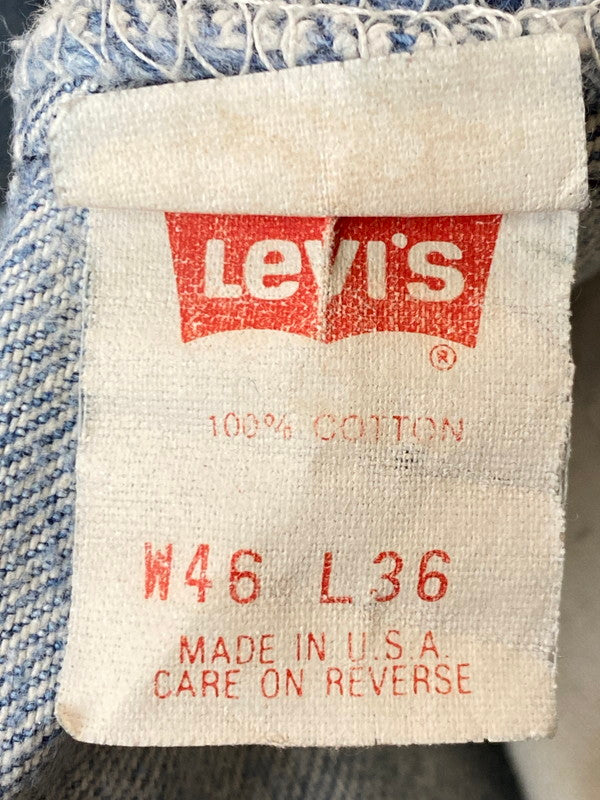 Levi's
®
100% COTTON
W46 L36
MADE IN U.S.A.
CARE ON REVERSE